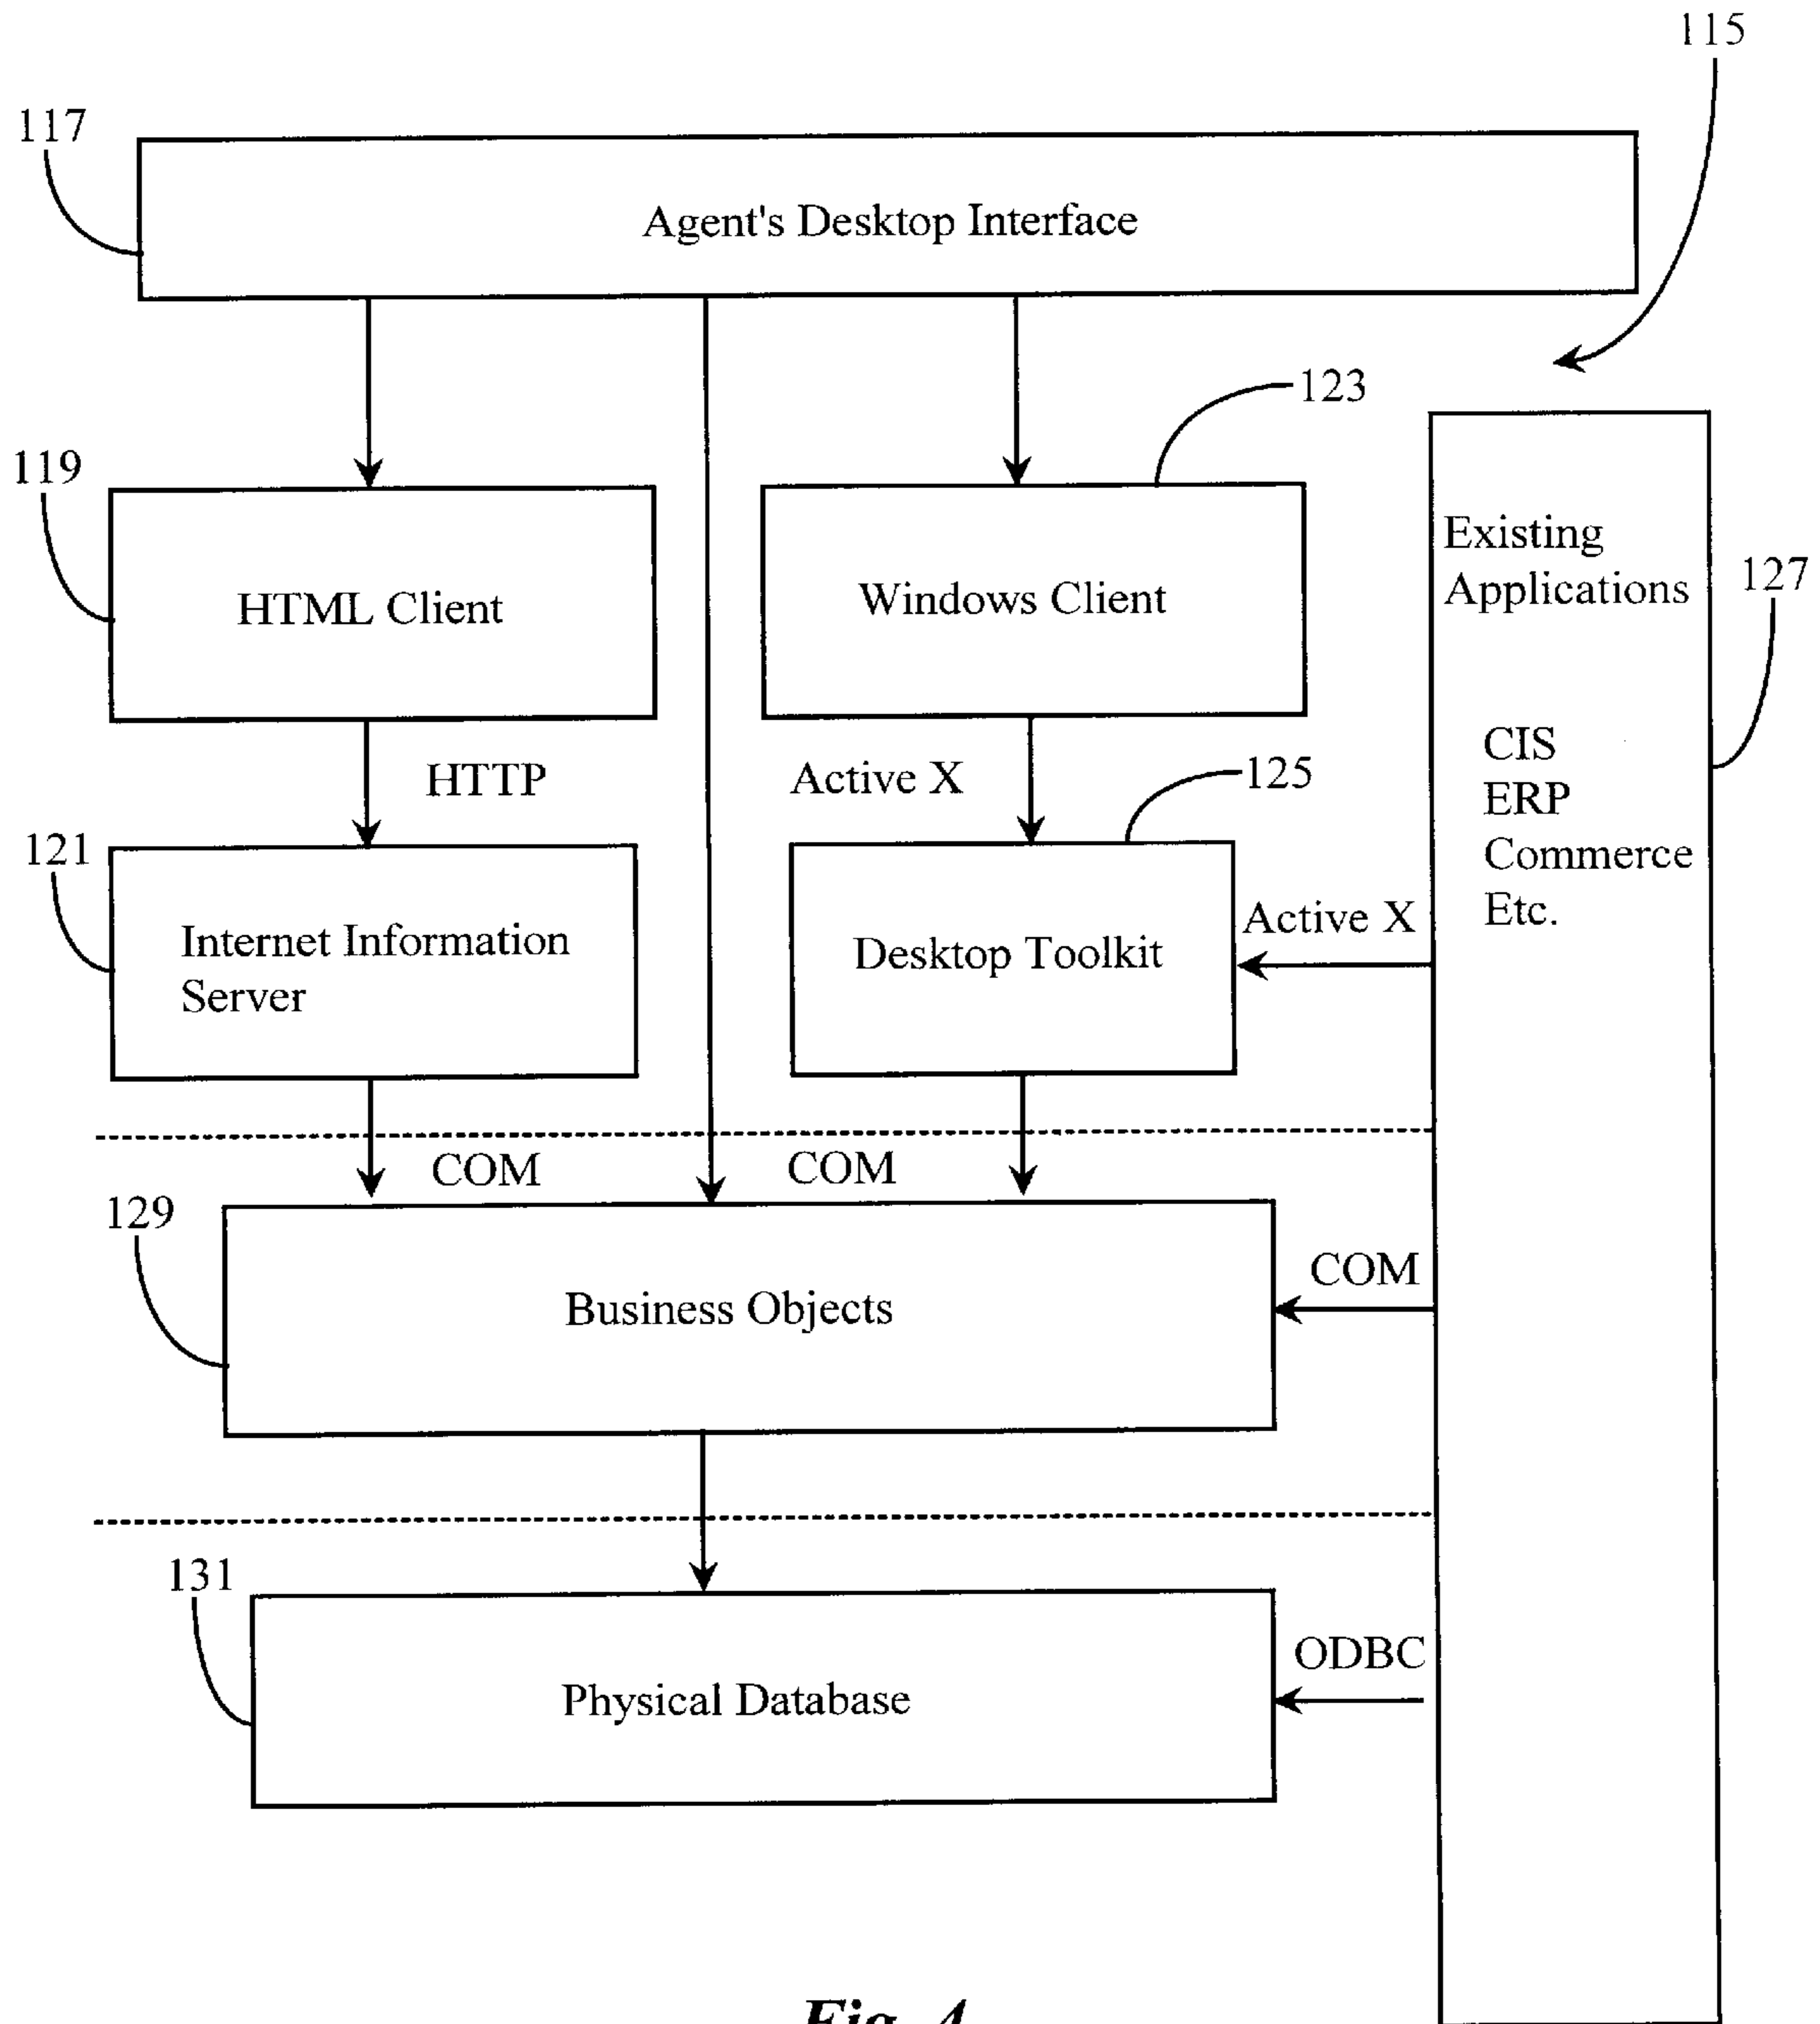 115
117
Agent's Desktop Interface
123
119
HTML Client
Windows Client
Existing
Applications
127
CIS
ERP
Commerce
Etc.
HTTP
Active X
125
121
Internet Information
Server
Desktop Toolkit
Active X
COM
COM
129
Business Objects
COM
131
Physical Database
ODBC
Fig. 4